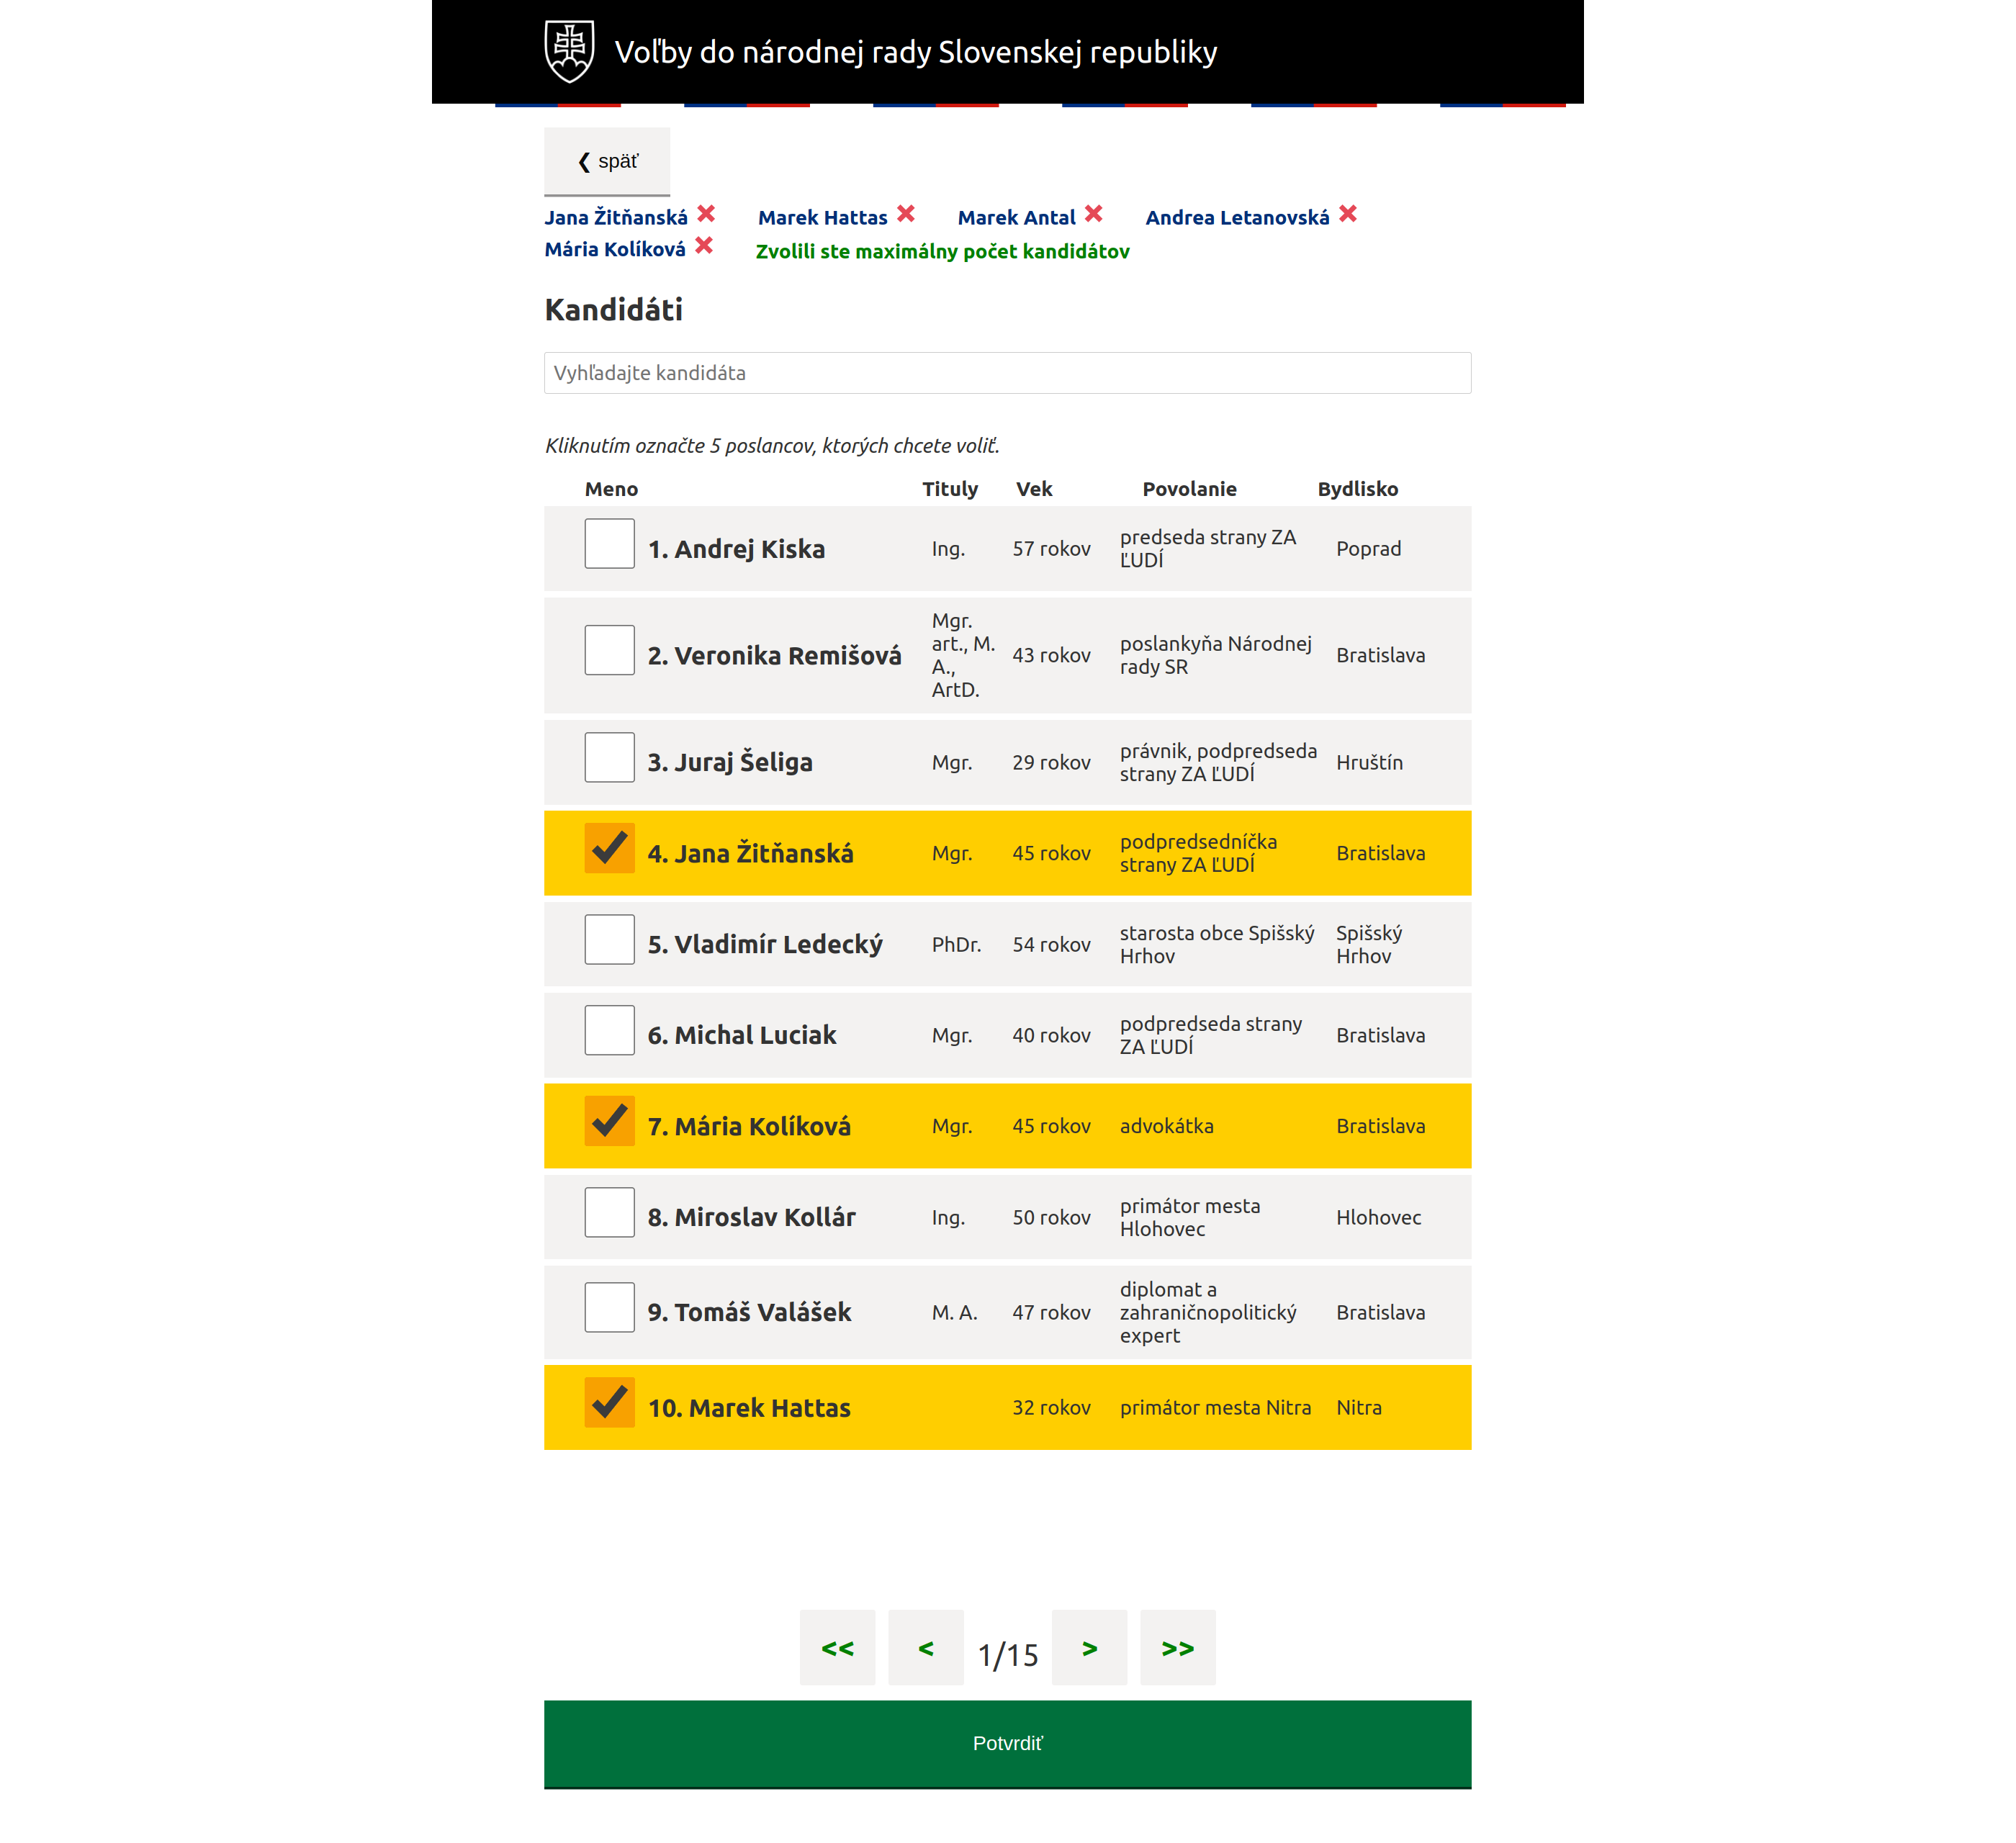 Voľby do národnej rady Slovenskej republiky
❮ späť
Jana Žitňanská ✖ Marek Hattas ✖ Marek Antal ✖ Andrea Letanovská ✖
Mária Kolíková ✖ Zvolili ste maximálny počet kandidátov
Kandidáti
Vyhľadajte kandidáta
Kliknutím označte 5 poslancov, ktorých chcete voliť.
Meno Tituly Vek Povolanie Bydlisko
1. Andrej Kiska Ing. 57 rokov predseda strany ZA
ĽUDÍ Poprad
2. Veronika Remišová Mgr.
art., M.
A.,
ArtD. 43 rokov poslankyňa Národnej
rady SR Bratislava
3. Juraj Šeliga Mgr. 29 rokov právnik, podpredseda
strany ZA ĽUDÍ Hruštín
4. Jana Žitňanská Mgr. 45 rokov podpredsedníčka
strany ZA ĽUDÍ Bratislava
5. Vladimír Ledecký PhDr. 54 rokov starosta obce Spišský
Hrhov Spišský
Hrhov
6. Michal Luciak Mgr. 40 rokov podpredseda strany
ZA ĽUDÍ Bratislava
7. Mária Kolíková Mgr. 45 rokov advokátka Bratislava
8. Miroslav Kollár Ing. 50 rokov primátor mesta
Hlohovec Hlohovec
9. Tomáš Valášek M. A. 47 rokov diplomat a
zahraničnopolitický
expert Bratislava
10. Marek Hattas 32 rokov primátor mesta Nitra Nitra
<< < 1/15 > >>
Potvrdiť